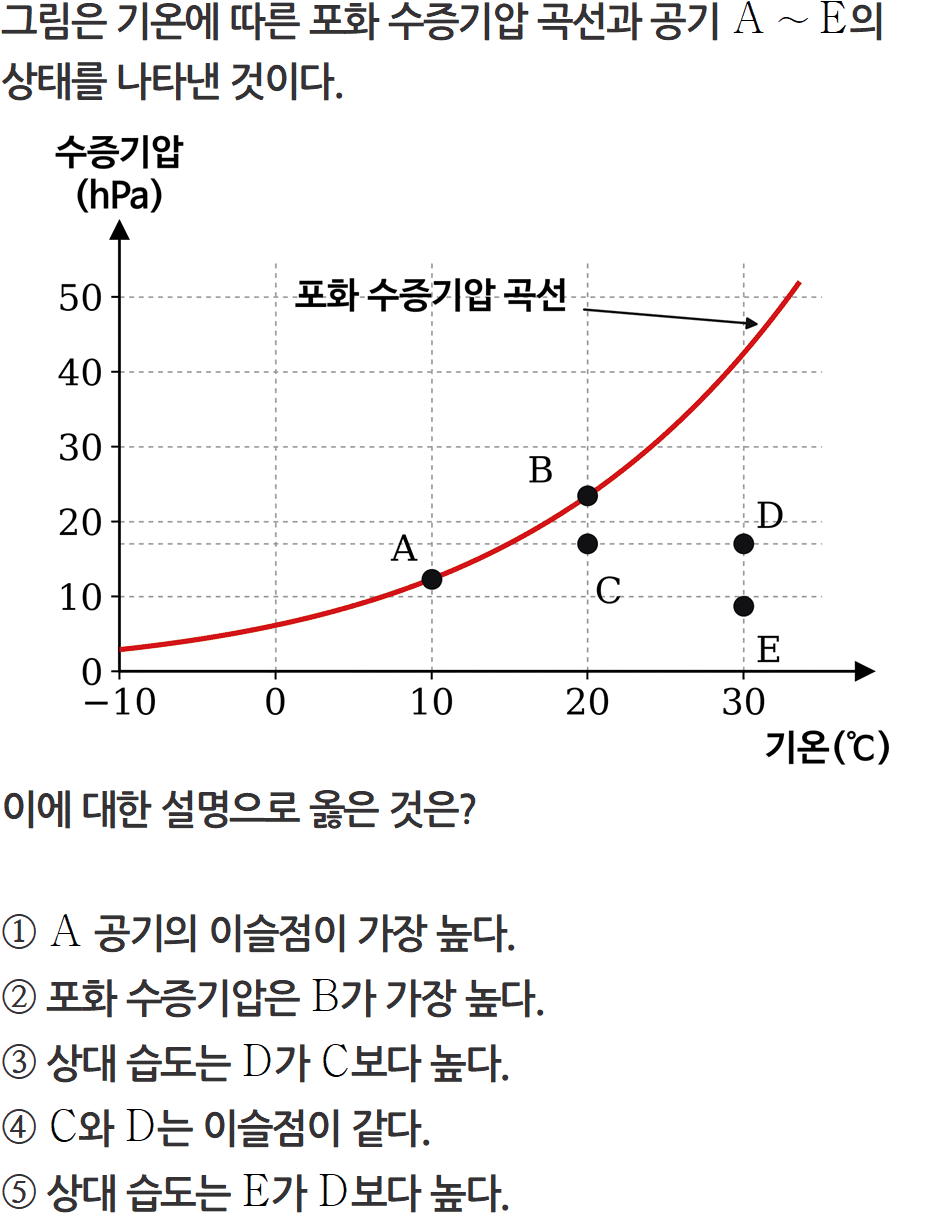 그림은 기온에 따른 포화 수증기압 곡선과 공기 A ~ E의
상태를 나타낸 것이다.
수증기압
(hPa)
50
포화 수증기압 곡선
40
30
B
20
D
A
C
10
E
0
−10
0
10
20
30
기온(℃)
이에 대한 설명으로 옳은 것은?
① A 공기의 이슬점이 가장 높다.
② 포화 수증기압은 B가 가장 높다.
③ 상대 습도는 D가 C보다 높다.
④ C와 D는 이슬점이 같다.
⑤ 상대 습도는 E가 D보다 높다.